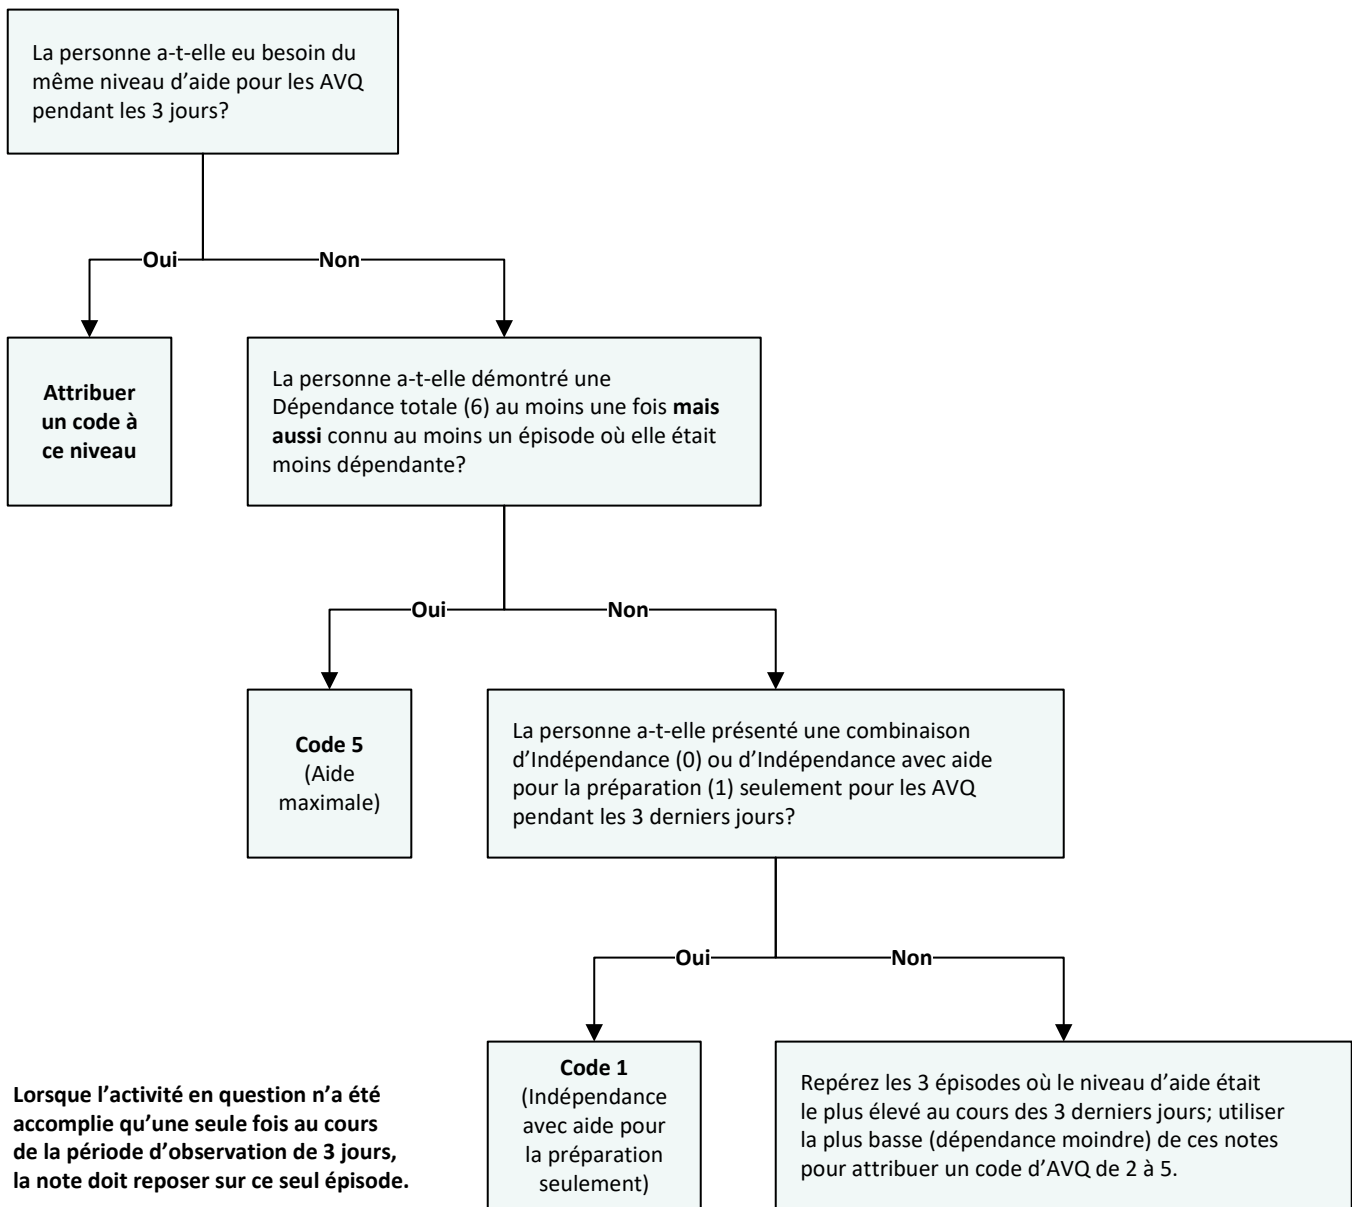 La personne a-t-elle eu besoin du
même niveau d’aide pour les AVQ
pendant les 3 jours?
Oui
Non
Attribuer
un code à
ce niveau
La personne a-t-elle démontré une
Dépendance totale (6) au moins une fois mais
aussi connu au moins un épisode où elle était
moins dépendante?
Oui
Non
Code 5
(Aide
maximale)
La personne a-t-elle présenté une combinaison
d’Indépendance (0) ou d’Indépendance avec aide
pour la préparation (1) seulement pour les AVQ
pendant les 3 derniers jours?
Oui
Non
Code 1
(Indépendance
avec aide pour
la préparation
seulement)
Repérez les 3 épisodes où le niveau d’aide était
le plus élevé au cours des 3 derniers jours; utiliser
la plus basse (dépendance moindre) de ces notes
pour attribuer un code d’AVQ de 2 à 5.
Lorsque l’activité en question n’a été
accomplie qu’une seule fois au cours
de la période d’observation de 3 jours,
la note doit reposer sur ce seul épisode.